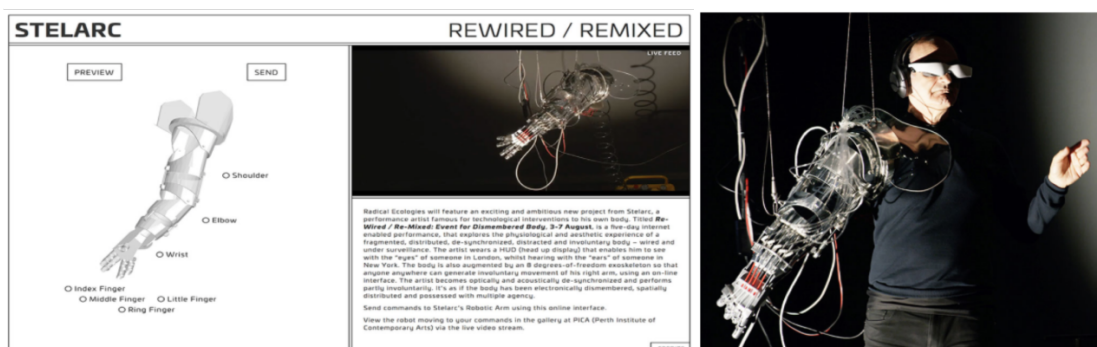 STELARC
REWIRED / REMIXED
PREVIEW
SEND
Shoulder
Elbow
Wrist
Index Finger
Middle Finger
Little Finger
Ring Finger
LIVE FEED
Radical Ecologies will feature an exciting and ambitious new project from Stelarc, a
performance artist famous for technological interventions to his own body. Titled Re-
Wired / Re-Mixed: Event for Dismembered Body, 3-7 August, is a five-day internet
enabled performance, that explores the physiological and aesthetic experience of a
fragmented, distributed, de-synchronized, distracted and involuntary body – wired and
under surveillance. The artist wears a HUD (head up display) that enables him to see
with the "eyes" of someone in London, whilst hearing with the "ears" of someone in
New York. The body is also augmented by an 8 degrees-of-freedom exoskeleton so that
anyone anywhere can generate involuntary movement of his right arm, using an on-line
interface. The artist becomes optically and acoustically de-synchronized and performs
partly involuntarily. It's as if the body has been electronically dismembered, spatially
distributed and possessed with multiple agency.
Send commands to Stelarc's Robotic Arm using this online interface.
View the robot moving to your commands in the gallery at PICA (Perth Institute of
Contemporary Arts) via the live video stream.